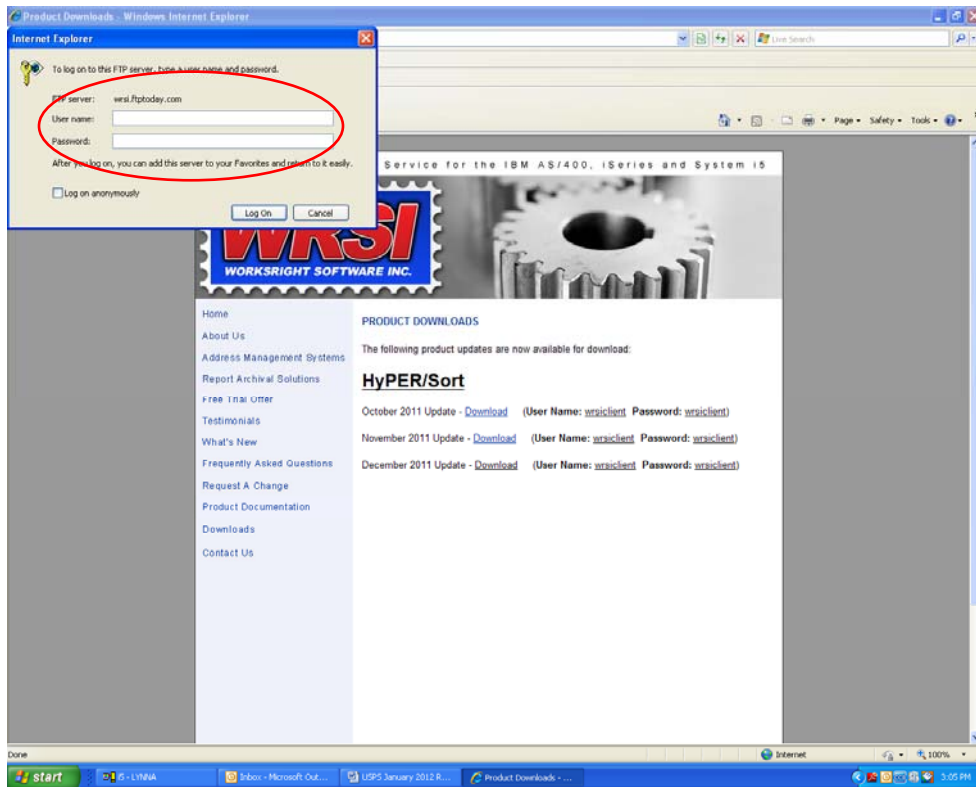 Product Downloads - Windows Internet Explorer
Internet Explorer
To log on to this FTP server, type a user name and password.
FTP server: wrsi.ftptoday.com
User name:
Password:
After you log on, you can add this server to your Favorites and return to it easily.
Log on anonymously
Log On Cancel
Live Search
Page Safety Tools
Service for the IBM AS/400, iSeries and System i5
WRSI
WORKSRIGHT SOFTWARE INC.
Home
About Us
Address Management Systems
Report Archival Solutions
Free Trial Offer
Testimonials
What's New
Frequently Asked Questions
Request A Change
Product Documentation
Downloads
Contact Us
PRODUCT DOWNLOADS
The following product updates are now available for download:
HyPER/Sort
October 2011 Update - Download (User Name: wrsiclient Password: wrsiclient)
November 2011 Update - Download (User Name: wrsiclient Password: wrsiclient)
December 2011 Update - Download (User Name: wrsiclient Password: wrsiclient)
Done Internet 100%
start i5 - LYNNA Inbox - Microsoft Out... USPS January 2012 R... Product Downloads - ... 3:05 PM